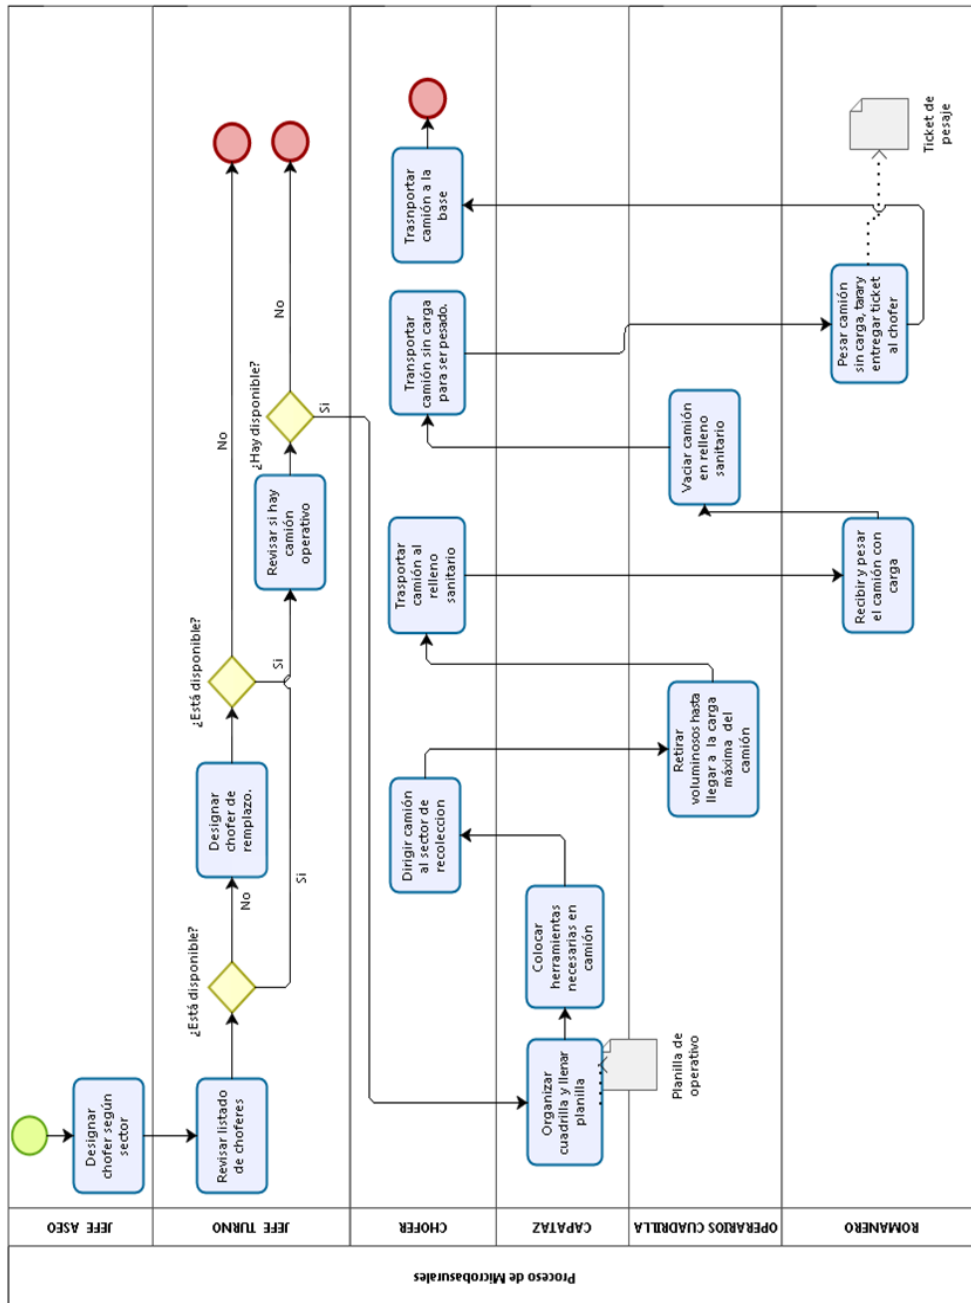 Proceso de Microbasurales
JEFE ASEO
JEFE TURNO
CHOFER
CAPATAZ
OPERARIOS CUADRILLA
ROMANERO
Designar
chofer según
sector
Revisar listado
de choferes
¿Está disponible?
No
Si
Designar
chofer de
remplazo.
¿Está disponible?
No
Si
Revisar si hay
camión
operativo
¿Hay disponible?
No
Si
Organizar
cuadrilla y llenar
planilla
Planilla de
operativo
Colocar
herramientas
necesarias en
camión
Dirigir camión
al sector de
recoleccion
Retirar
voluminosos hasta
llegar a la carga
máxima del
camión
Trasportar
camión al
relleno
sanitario
Recibir y pesar
el camión con
carga
Vaciar camión
en relleno
sanitario
Transportar
camión sin carga
para ser pesado.
Pesar camión
sin carga, tarar y
entregar ticket
al chofer
Ticket de
pesaje
Trasnportar
camión a la
base